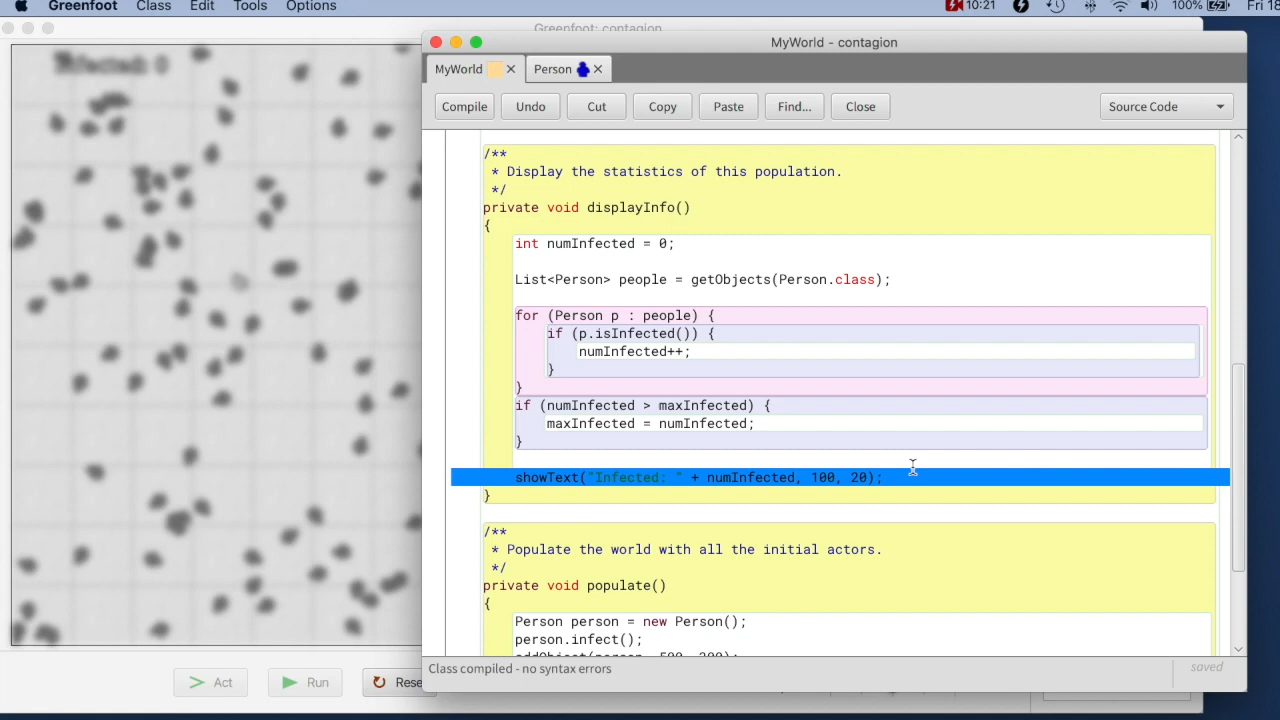 Greenfoot Class Edit Tools Options 10:21 100% Fri 18
Greenfoot: contagion
MyWorld - contagion
MyWorld Person
Compile Undo Cut Copy Paste Find... Close Source Code
/**
* Display the statistics of this population.
*/
private void displayInfo()
{
int numInfected = 0;
List<Person> people = getObjects(Person.class);
for (Person p : people) {
if (p.isInfected()) {
numInfected++;
}
}
if (numInfected > maxInfected) {
maxInfected = numInfected;
}
showText("Infected: " + numInfected, 100, 20);
}
/**
* Populate the world with all the initial actors.
*/
private void populate()
{
Person person = new Person();
person.infect();
Class compiled - no syntax errors
saved
Infected: 0
Act Run Rese